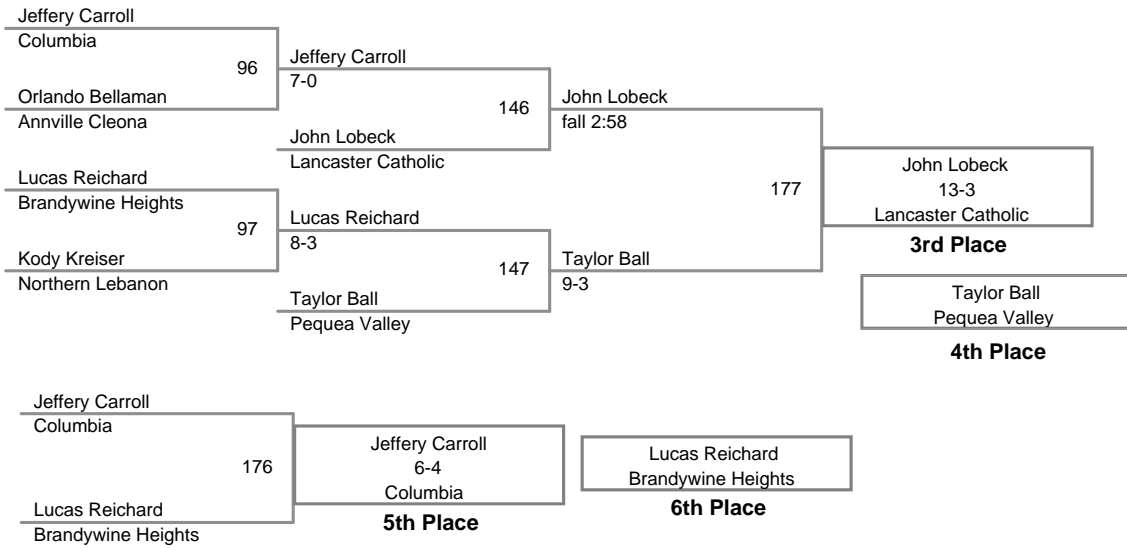 Jeffery Carroll
Columbia
96
Orlando Bellaman
Annville Cleona
Lucas Reichard
Brandywine Heights
97
Kody Kreiser
Northern Lebanon
Jeffery Carroll
7-0
146
John Lobeck
Lancaster Catholic
Lucas Reichard
8-3
147
Taylor Ball
Pequea Valley
John Lobeck
fall 2:58
177
Taylor Ball
9-3
John Lobeck
13-3
Lancaster Catholic
3rd Place
Taylor Ball
Pequea Valley
4th Place
Jeffery Carroll
Columbia
176
Lucas Reichard
Brandywine Heights
Jeffery Carroll
6-4
Columbia
5th Place
Lucas Reichard
Brandywine Heights
6th Place